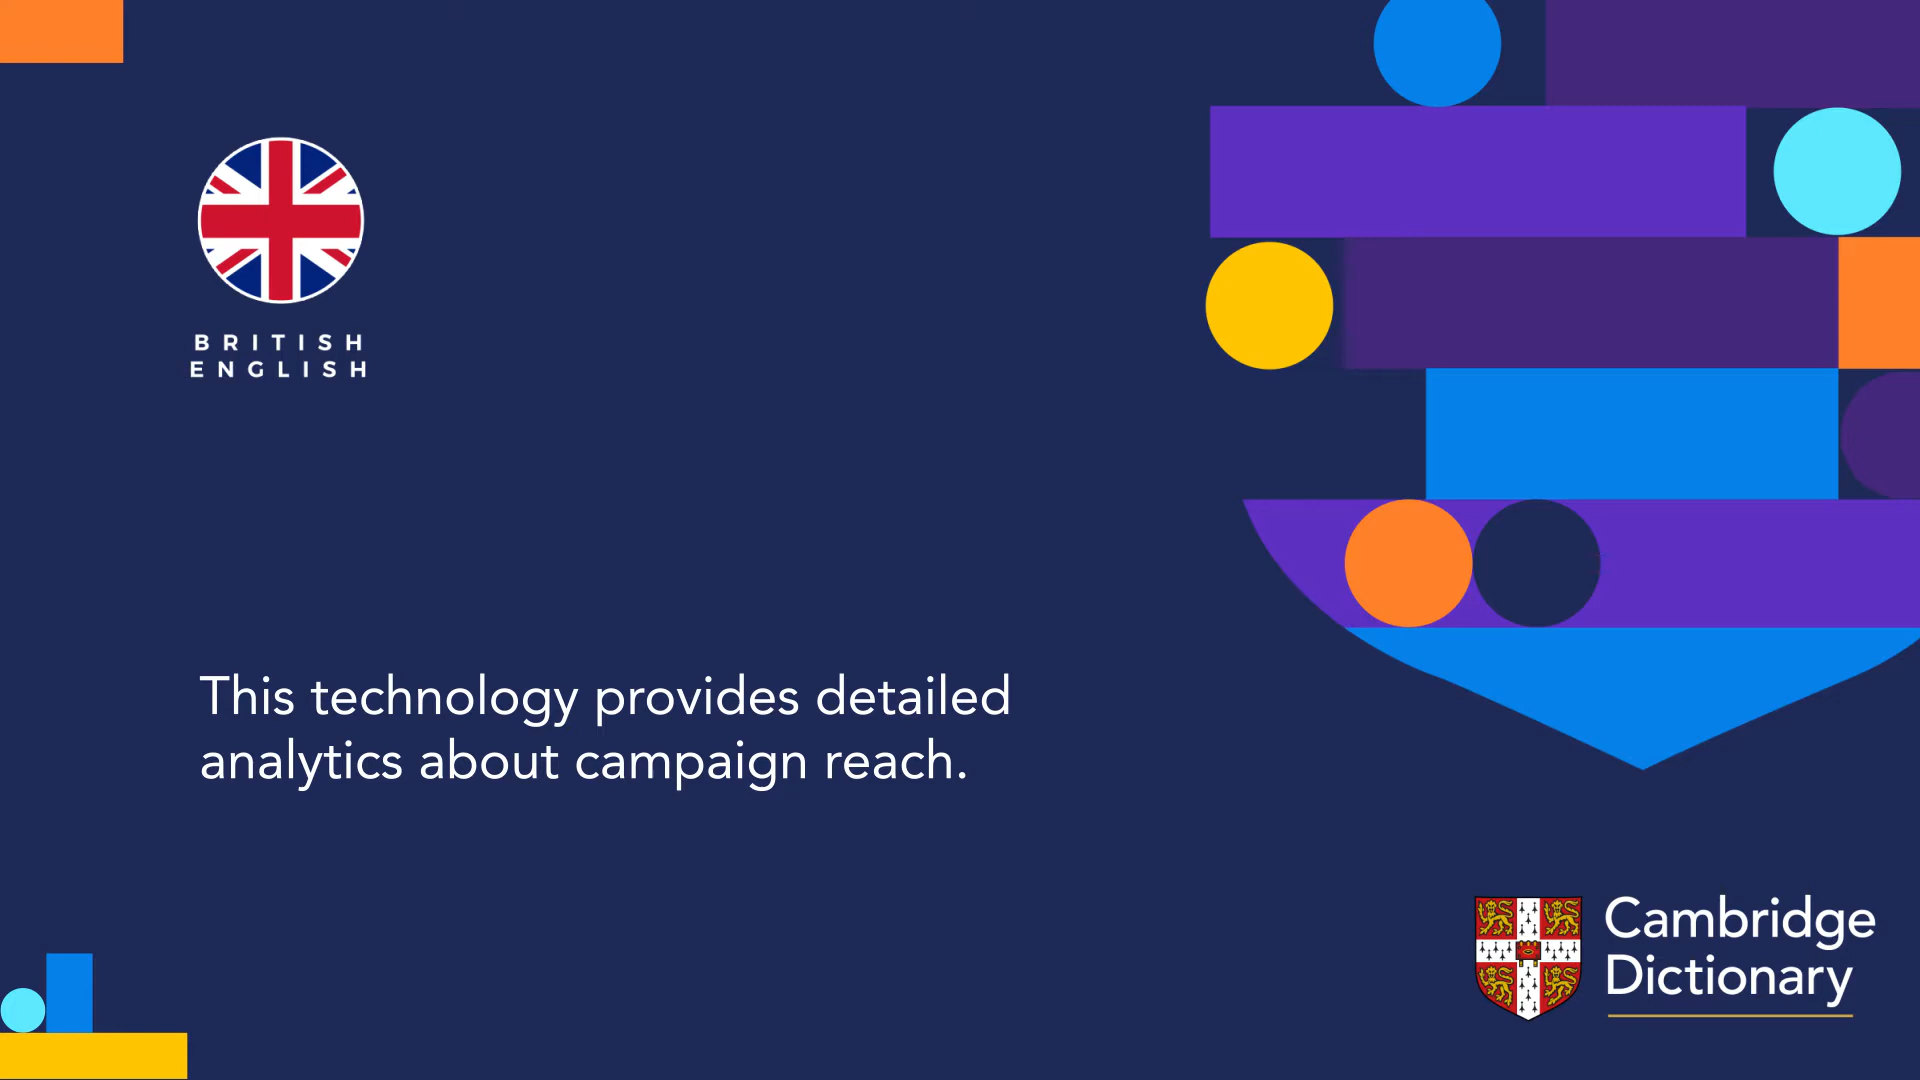 BRITISH
ENGLISH
This technology provides detailed
analytics about campaign reach.
Cambridge
Dictionary